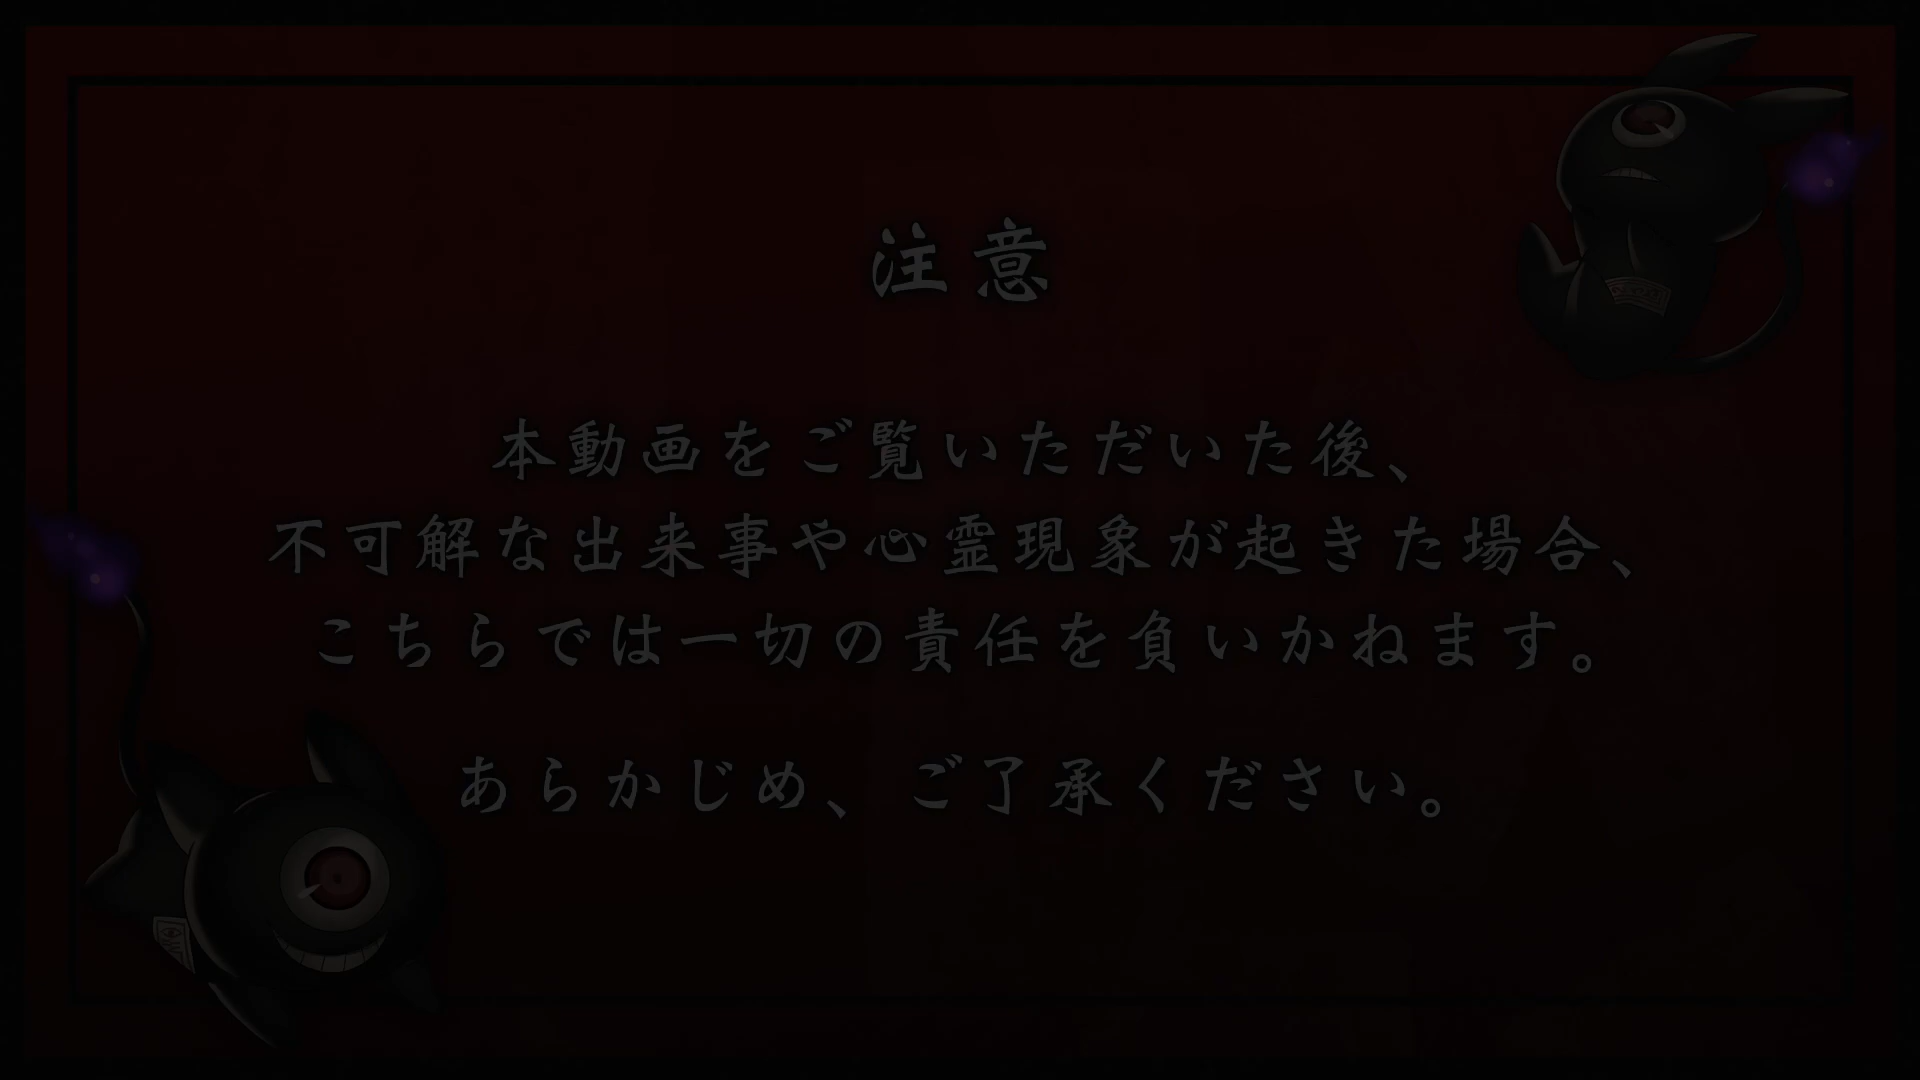 注意
本動画をご覧いただいた後、
不可解な出来事や心霊現象が起きた場合、
こちらでは一切の責任を負いかねます。
あらかじめ、ご了承ください。